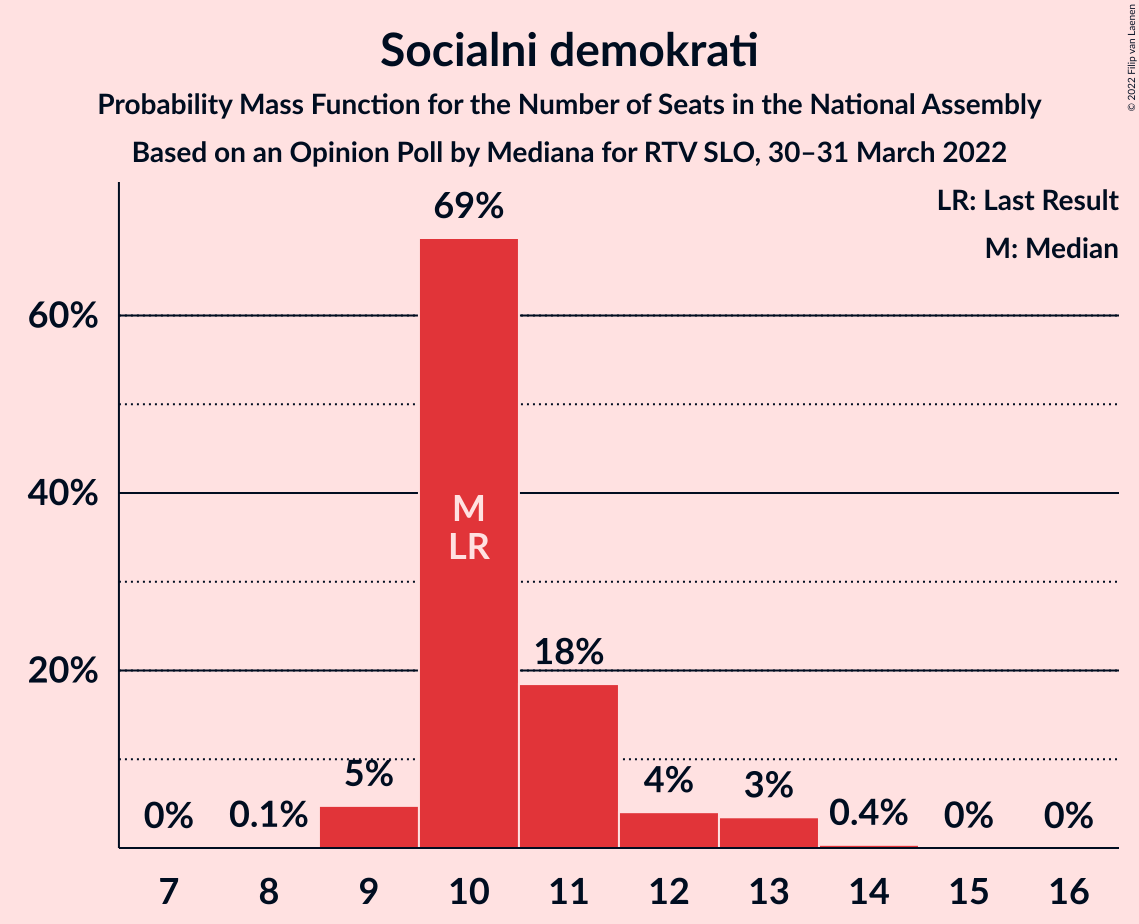 Socialni demokrati
Probability Mass Function for the Number of Seats in the National Assembly
Based on an Opinion Poll by Mediana for RTV SLO, 30–31 March 2022
© 2022 Filip van Laenen
LR: Last Result
M: Median
60%
40%
20%
0%
0.1%
5%
69%
M
LR
18%
4%
3%
0.4%
0%
0%
7 8 9 10 11 12 13 14 15 16